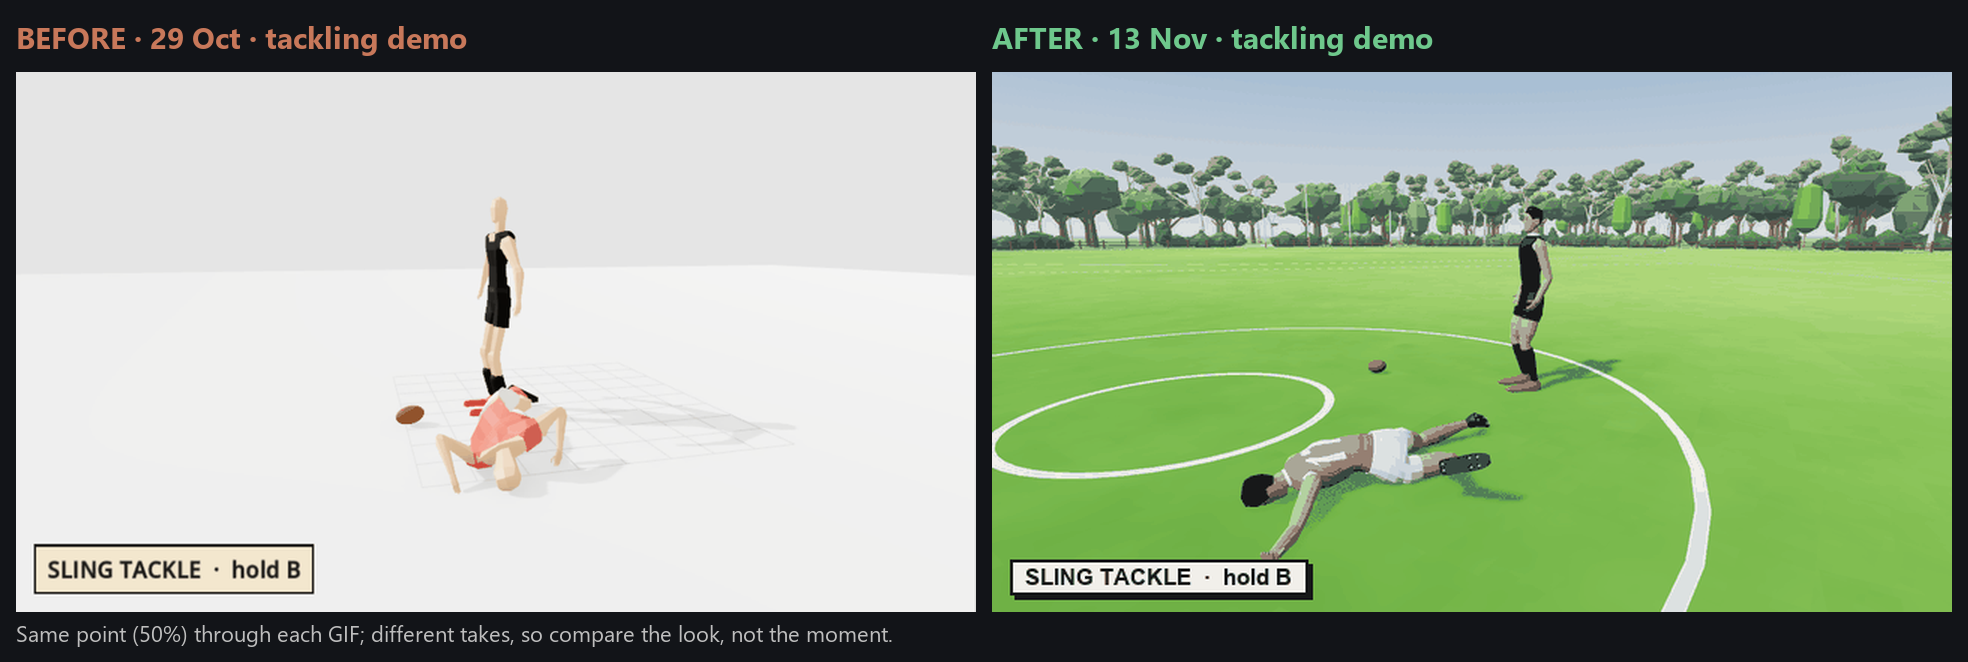 BEFORE · 29 Oct · tackling demo
AFTER · 13 Nov · tackling demo
SLING TACKLE · hold B
SLING TACKLE · hold B
Same point (50%) through each GIF; different takes, so compare the look, not the moment.